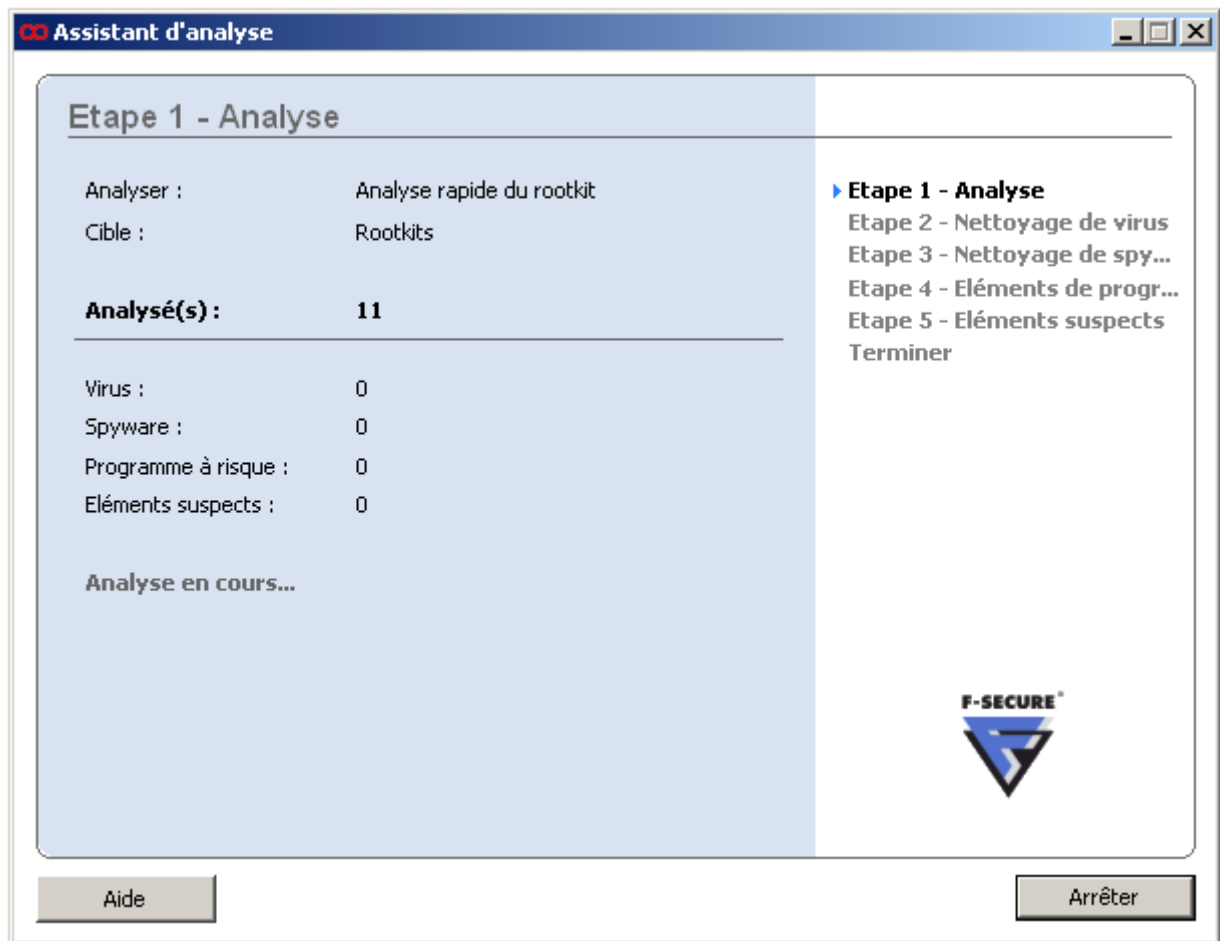 Assistant d'analyse
Etape 1 - Analyse
Analyser : Analyse rapide du rootkit
Cible : Rootkits
Analysé(s) : 11
Virus : 0
Spyware : 0
Programme à risque : 0
Eléments suspects : 0
Analyse en cours...
Etape 1 - Analyse
Etape 2 - Nettoyage de virus
Etape 3 - Nettoyage de spy...
Etape 4 - Eléments de progr...
Etape 5 - Eléments suspects
Terminer
F-SECURE®
Aide
Arrêter